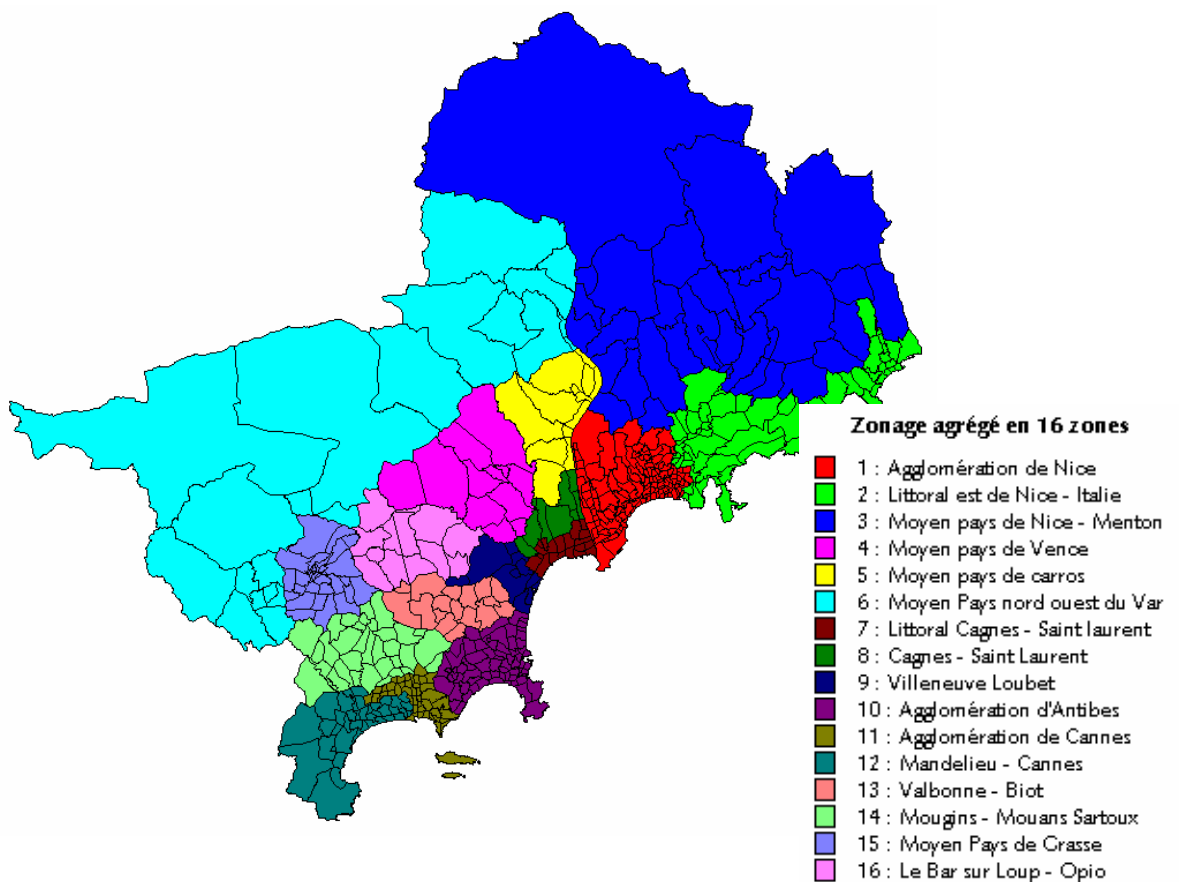 Zonage agrégé en 16 zones
1 : Agglomération de Nice
2 : Littoral est de Nice - Italie
3 : Moyen pays de Nice - Menton
4 : Moyen pays de Vence
5 : Moyen pays de carros
6 : Moyen Pays nord ouest du Var
7 : Littoral Cagnes - Saint laurent
8 : Cagnes - Saint Laurent
9 : Villeneuve Loubet
10 : Agglomération d'Antibes
11 : Agglomération de Cannes
12 : Mandelieu - Cannes
13 : Valbonne - Biot
14 : Mougins - Mouans Sartoux
15 : Moyen Pays de Grasse
16 : Le Bar sur Loup - Opio